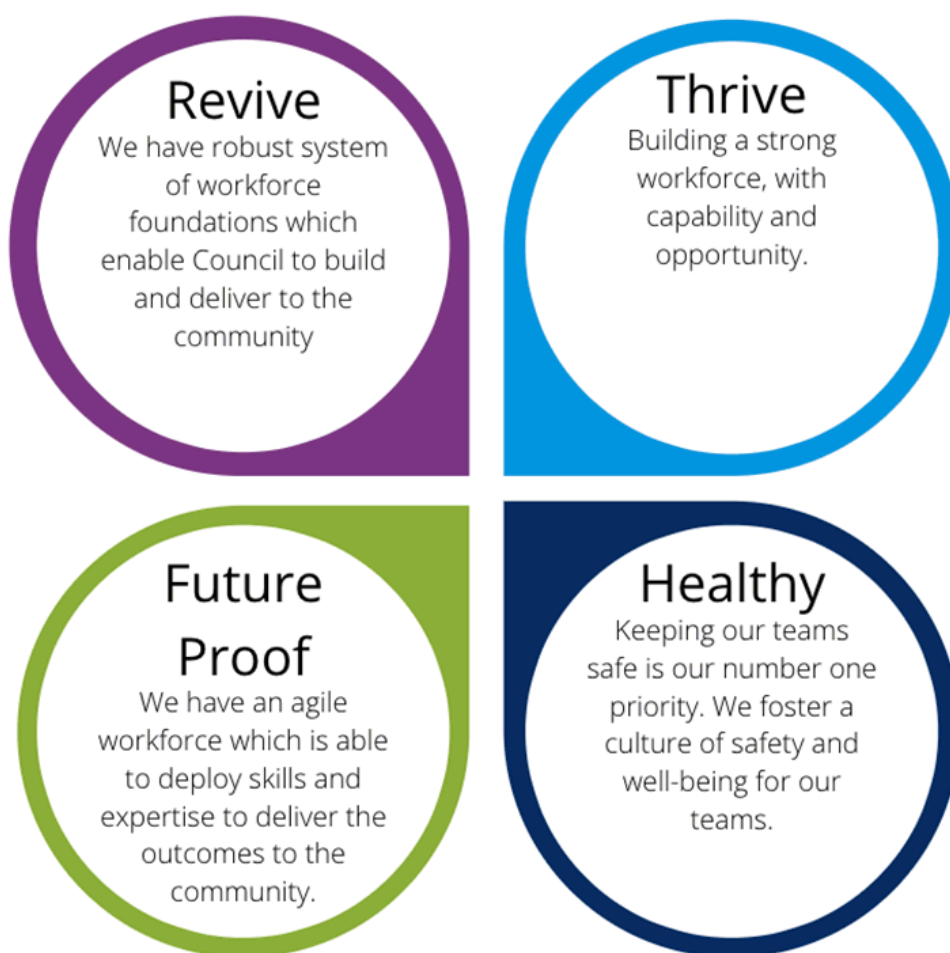 Revive
We have robust system
of workforce
foundations which
enable Council to build
and deliver to the
community
Thrive
Building a strong
workforce, with
capability and
opportunity.
Future
Proof
We have an agile
workforce which is able
to deploy skills and
expertise to deliver the
outcomes to the
community.
Healthy
Keeping our teams
safe is our number one
priority. We foster a
culture of safety and
well-being for our
teams.